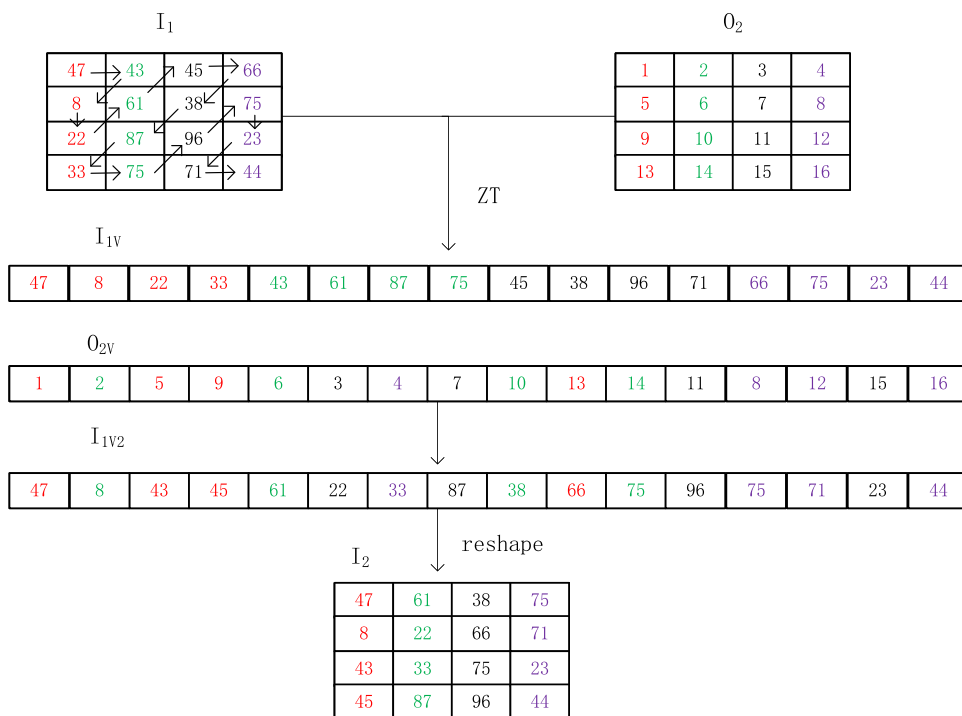 I1 O2
47 43 45 66 1 2 3 4
8 61 38 75 5 6 7 8
22 87 96 23 9 10 11 12
33 75 71 44 13 14 15 16
ZT
I1V
47 8 22 33 43 61 87 75 45 38 96 71 66 75 23 44
O2V
1 2 5 9 6 3 4 7 10 13 14 11 8 12 15 16
I1V2
47 8 43 45 61 22 33 87 38 66 75 96 75 71 23 44
reshape
I2
47 61 38 75
8 22 66 71
43 33 75 23
45 87 96 44